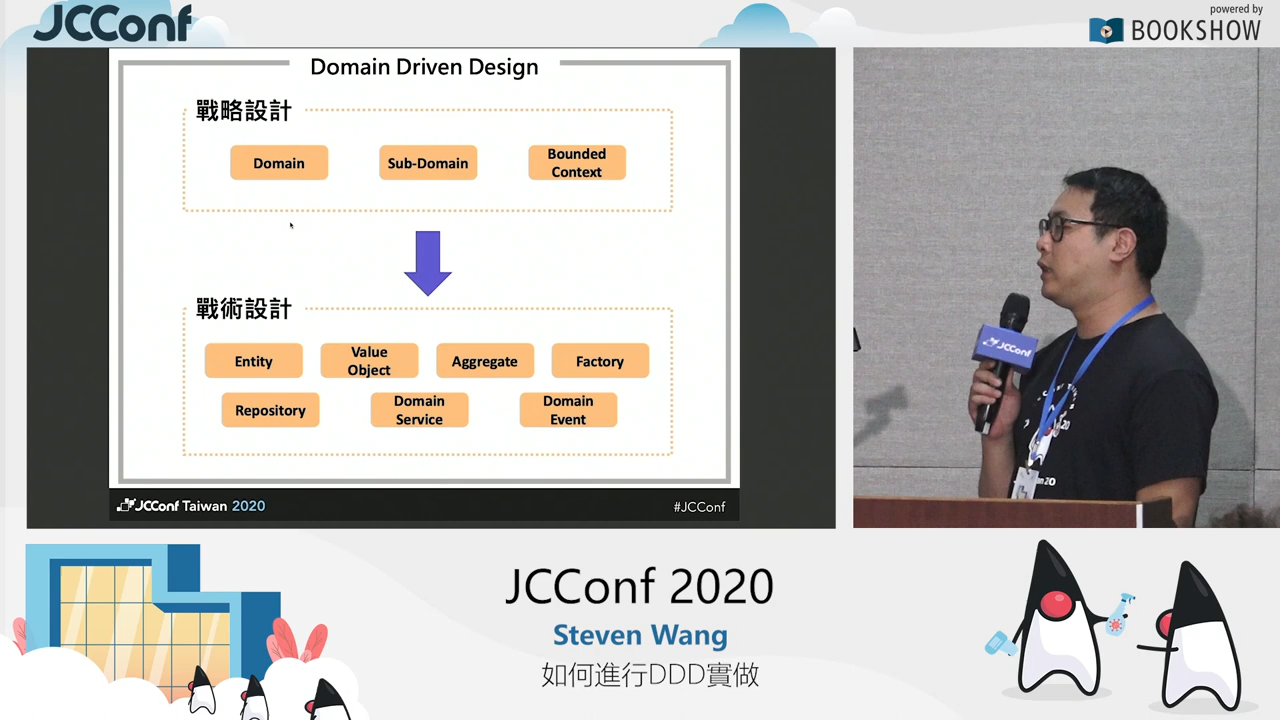 JCConf
powered by
BOOKSHOW
Domain Driven Design
戰略設計
Domain
Sub-Domain
Bounded
Context
戰術設計
Entity
Value
Object
Aggregate
Factory
Repository
Domain
Service
Domain
Event
JCConf Taiwan 2020
#JCConf
JCConf
JCConf 2020
Steven Wang
如何進行DDD實做